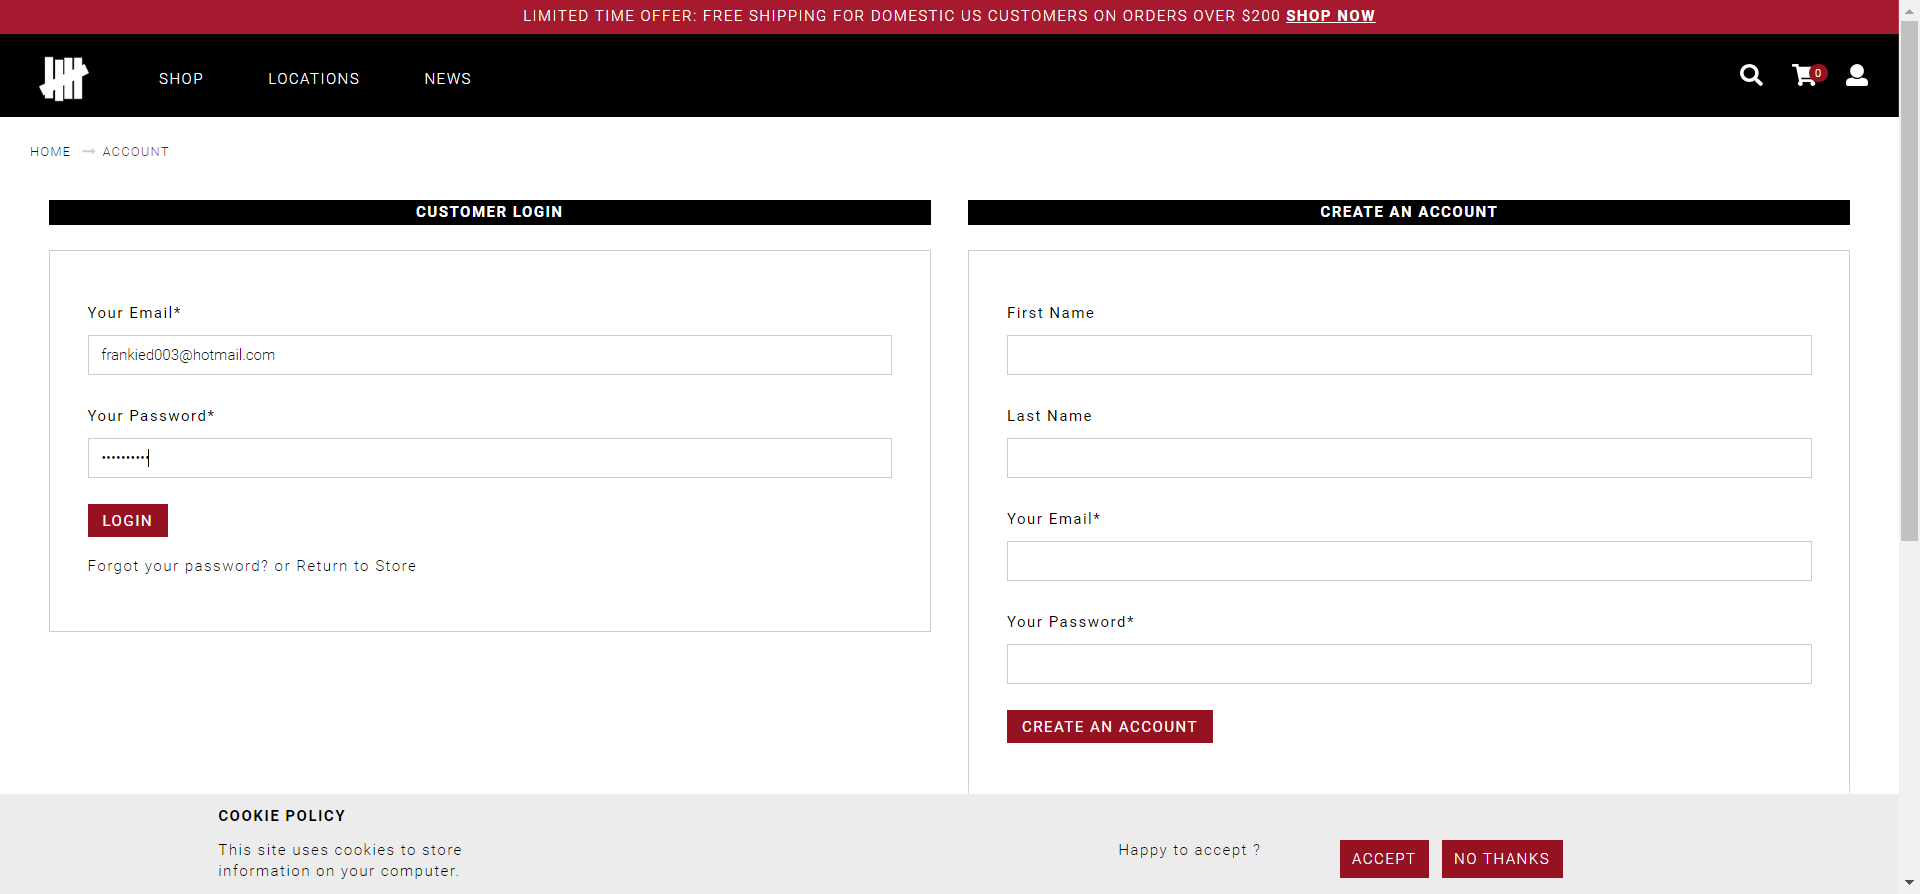 LIMITED TIME OFFER: FREE SHIPPING FOR DOMESTIC US CUSTOMERS ON ORDERS OVER $200 SHOP NOW
SHOP
LOCATIONS
NEWS
0
HOME → ACCOUNT
CUSTOMER LOGIN
Your Email*
frankied003@hotmail.com
Your Password*
••••••••••
LOGIN
Forgot your password? or Return to Store
CREATE AN ACCOUNT
First Name
Last Name
Your Email*
Your Password*
CREATE AN ACCOUNT
COOKIE POLICY
This site uses cookies to store
information on your computer.
Happy to accept ?
ACCEPT
NO THANKS